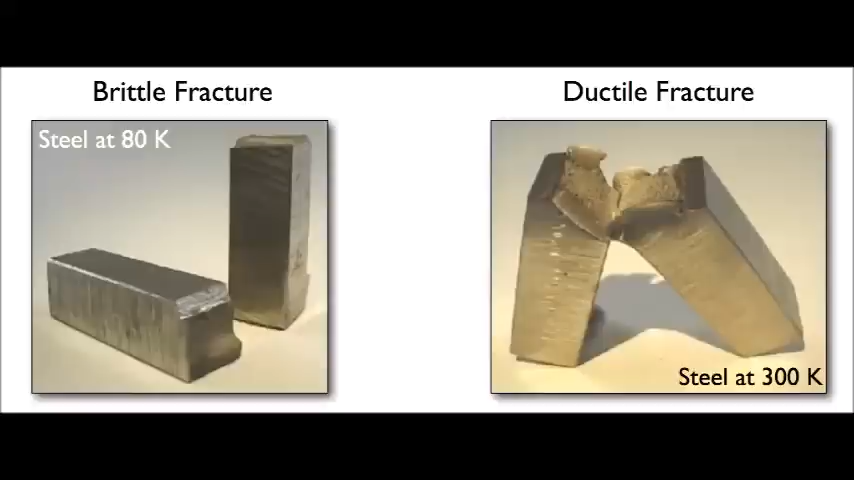 Brittle Fracture
Ductile Fracture
Steel at 80 K
Steel at 300 K